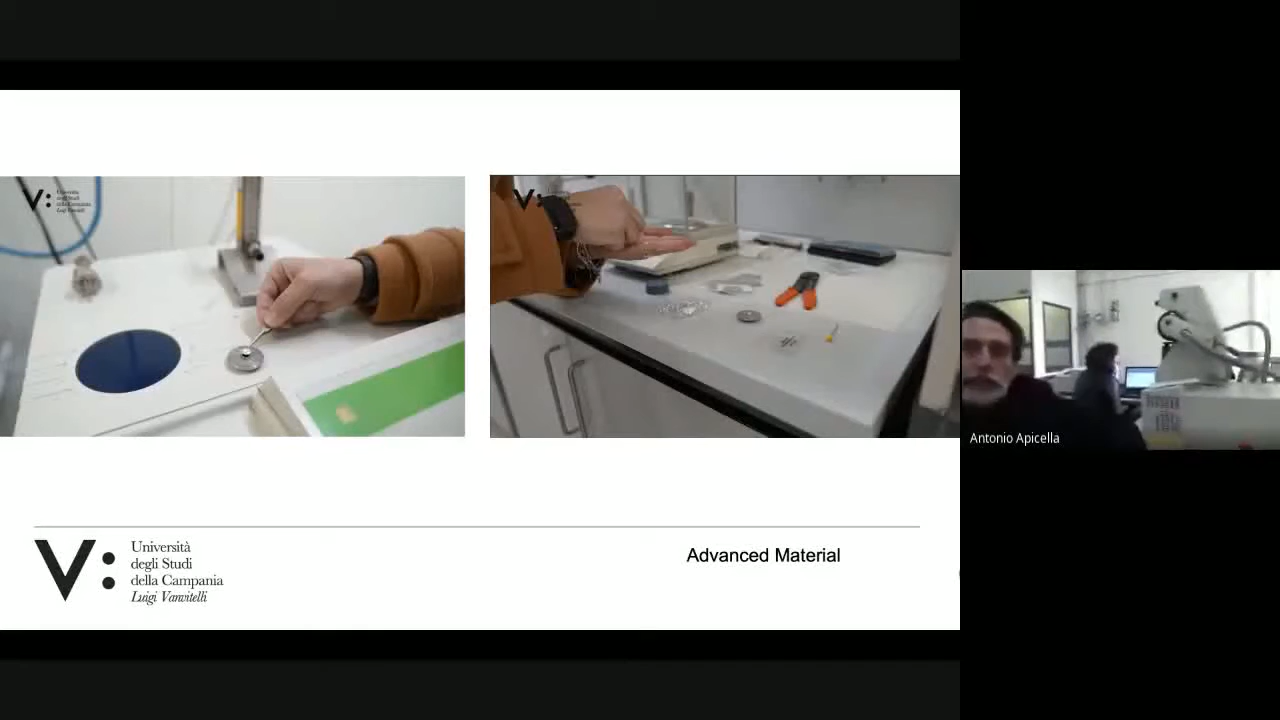 Università
degli Studi
della Campania
Luigi Vanvitelli
Advanced Material
Antonio Apicella